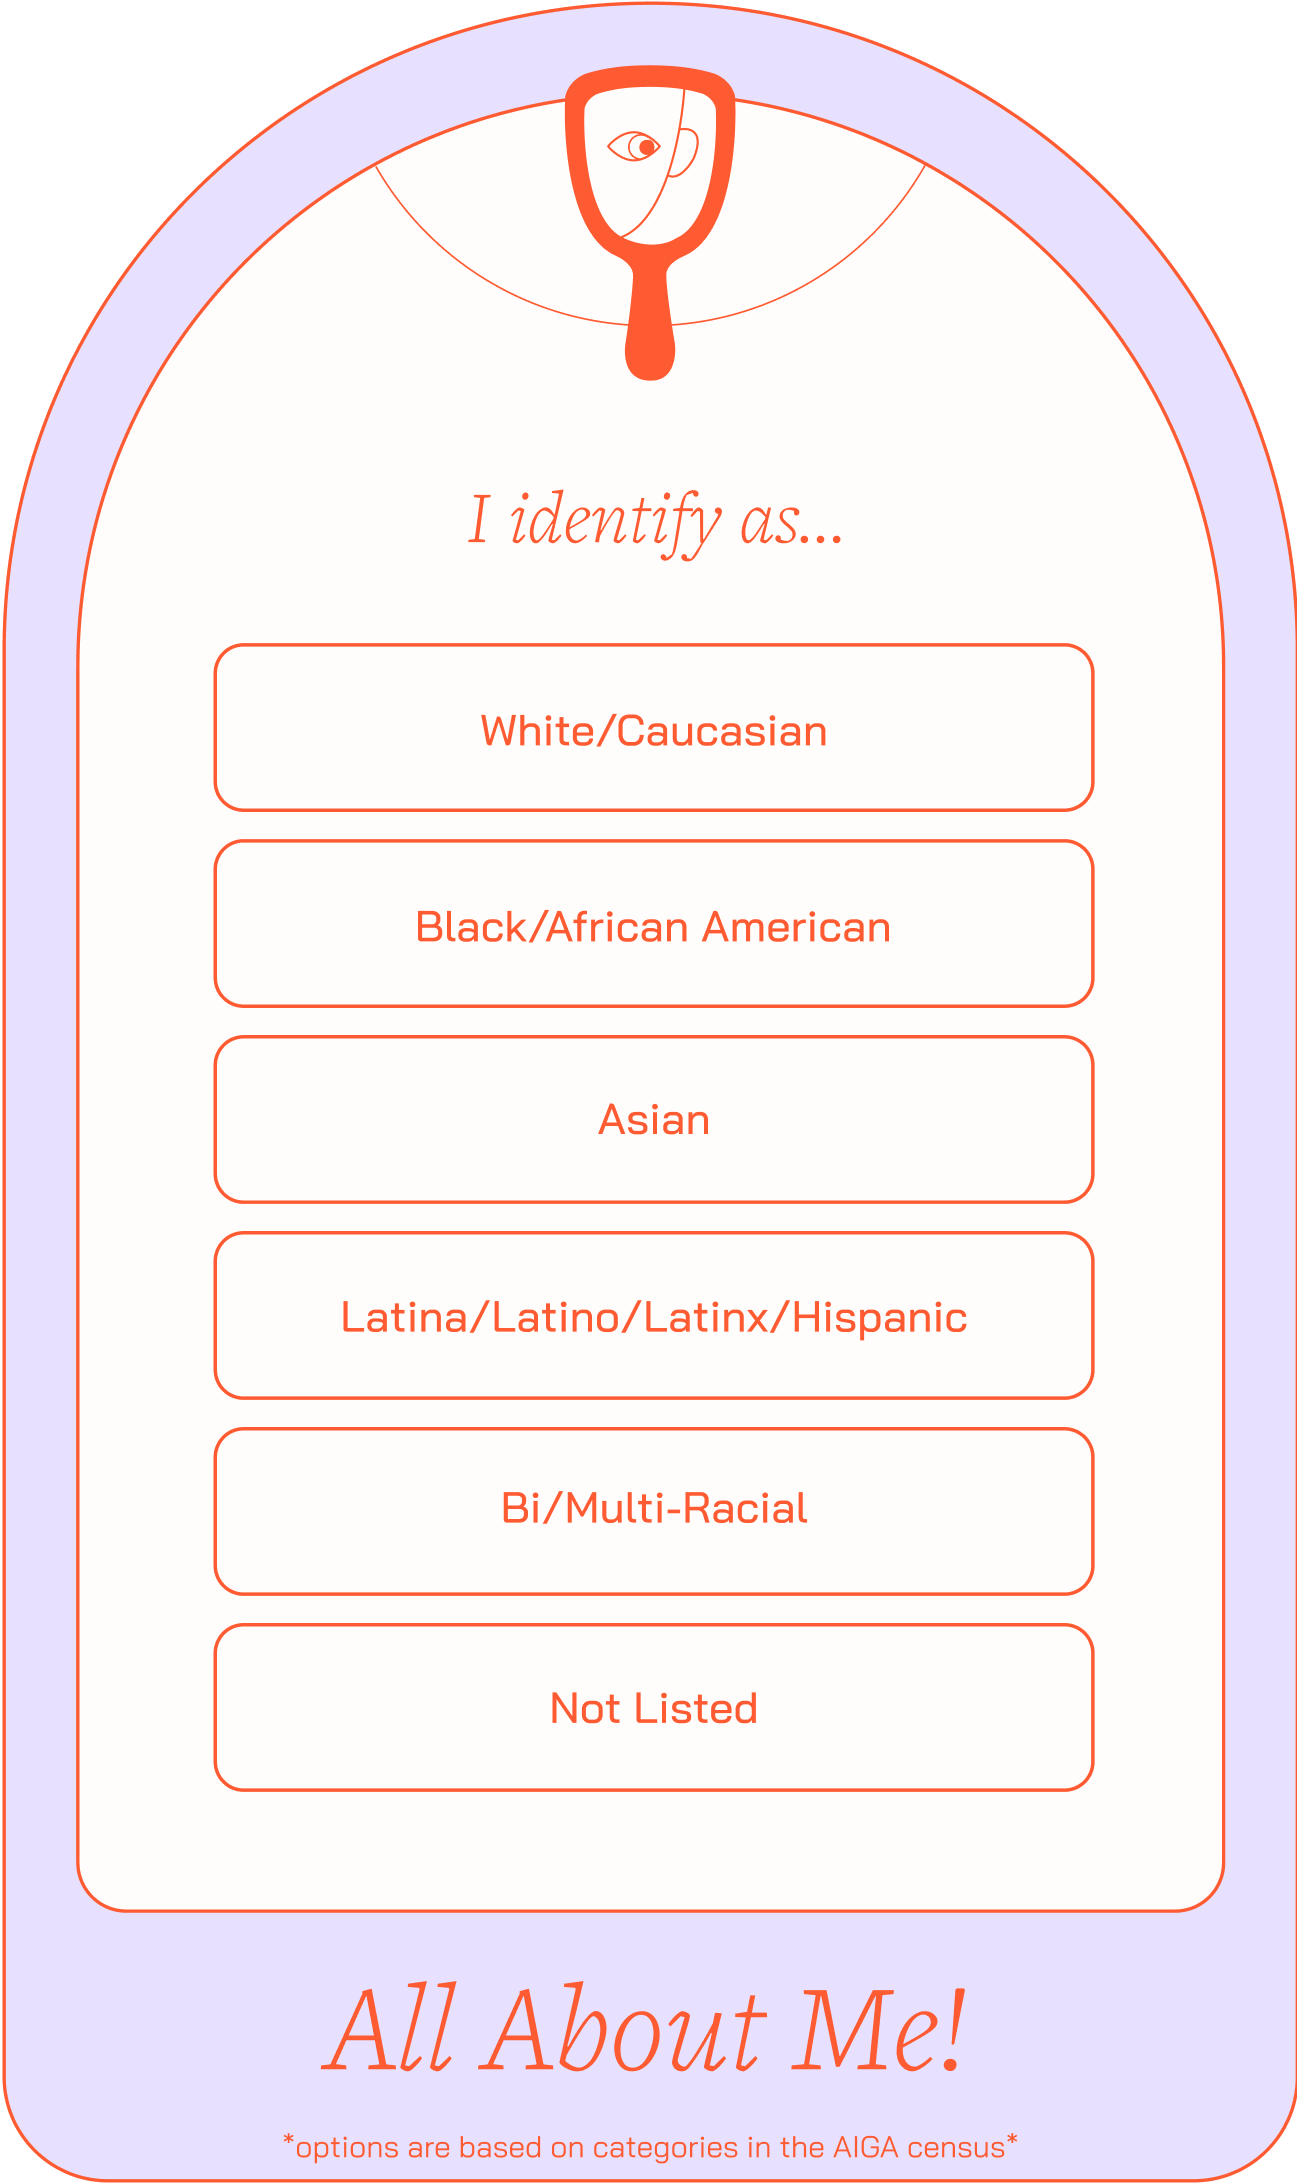 I identify as...
White/Caucasian
Black/African American
Asian
Latina/Latino/Latinx/Hispanic
Bi/Multi-Racial
Not Listed
All About Me!
*options are based on categories in the AIGA census*